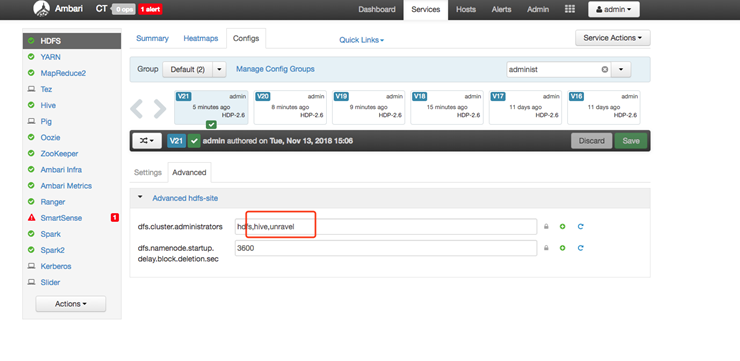 Ambari CT 0 ops 1 alert Dashboard Services Hosts Alerts Admin admin
HDFS
YARN
MapReduce2
Tez
Hive
Pig
Oozie
ZooKeeper
Ambari Infra
Ambari Metrics
Ranger
SmartSense 1
Spark
Spark2
Kerberos
Slider
Actions
Summary Heatmaps Configs Quick Links Service Actions
Group Default (2) Manage Config Groups administ
V21 admin
5 minutes ago
HDP-2.6
V20 admin
8 minutes ago
HDP-2.6
V19 admin
9 minutes ago
HDP-2.6
V18 admin
15 minutes ago
HDP-2.6
V17 admin
11 days ago
HDP-2.6
V16 admin
11 days ago
HDP-2.6
V21 admin authored on Tue, Nov 13, 2018 15:06 Discard Save
Settings Advanced
Advanced hdfs-site
dfs.cluster.administrators hdfs,hive,unravel
dfs.namenode.startup. 3600
delay.block.deletion.sec